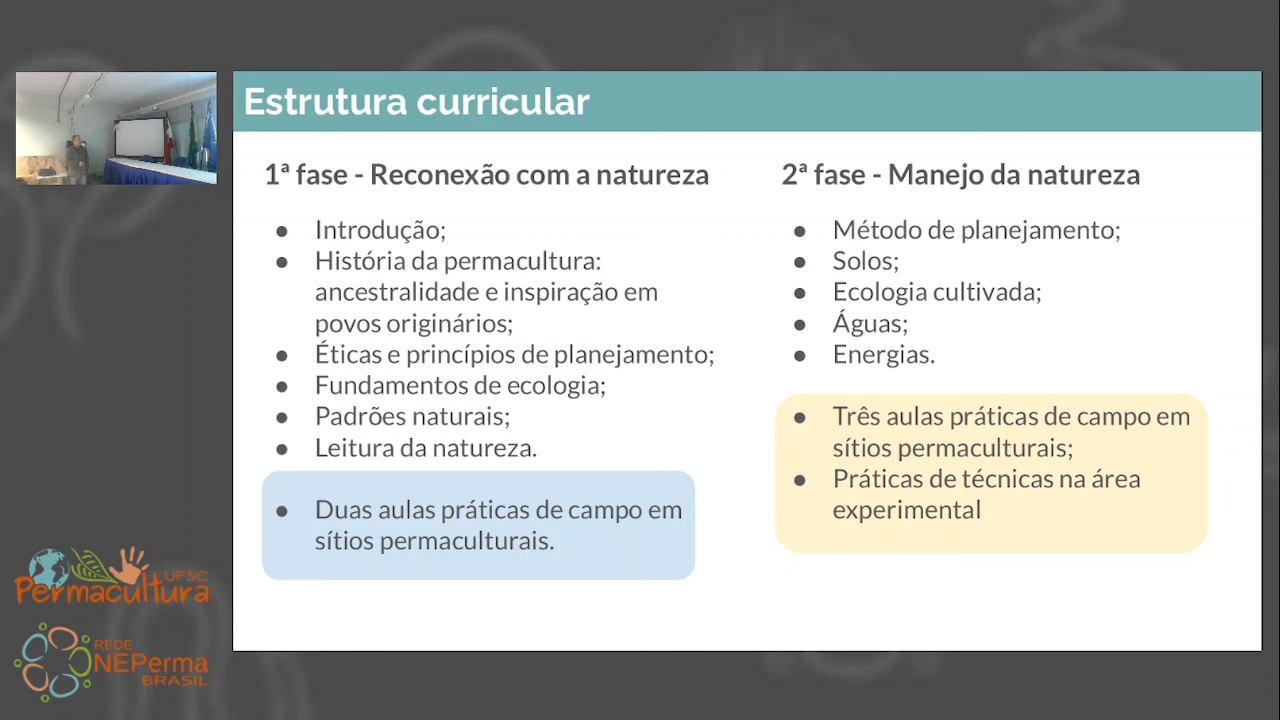 Estrutura curricular
1ª fase - Reconexão com a natureza
● Introdução;
● História da permacultura:
ancestralidade e inspiração em
povos originários;
● Éticas e princípios de planejamento;
● Fundamentos de ecologia;
● Padrões naturais;
● Leitura da natureza.
● Duas aulas práticas de campo em
sítios permaculturais.
2ª fase - Manejo da natureza
● Método de planejamento;
● Solos;
● Ecologia cultivada;
● Águas;
● Energias.
● Três aulas práticas de campo em
sítios permaculturais;
● Práticas de técnicas na área
experimental
UFSC
Permacultura
REDE
NEPerma
BRASIL